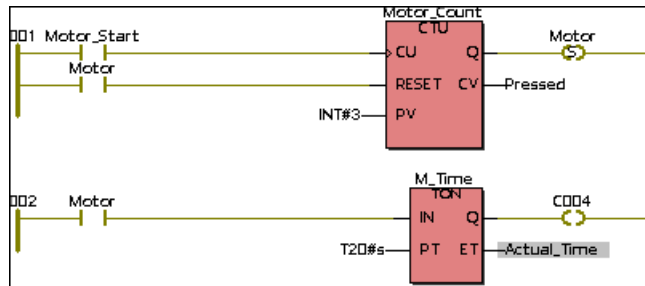 Motor_Count
001 Motor_Start CTU Motor
CU Q S
Motor
RESET CV Pressed
INT#3 PV
M_Time
002 Motor TON C004
IN Q
T20#s PT ET Actual_Time